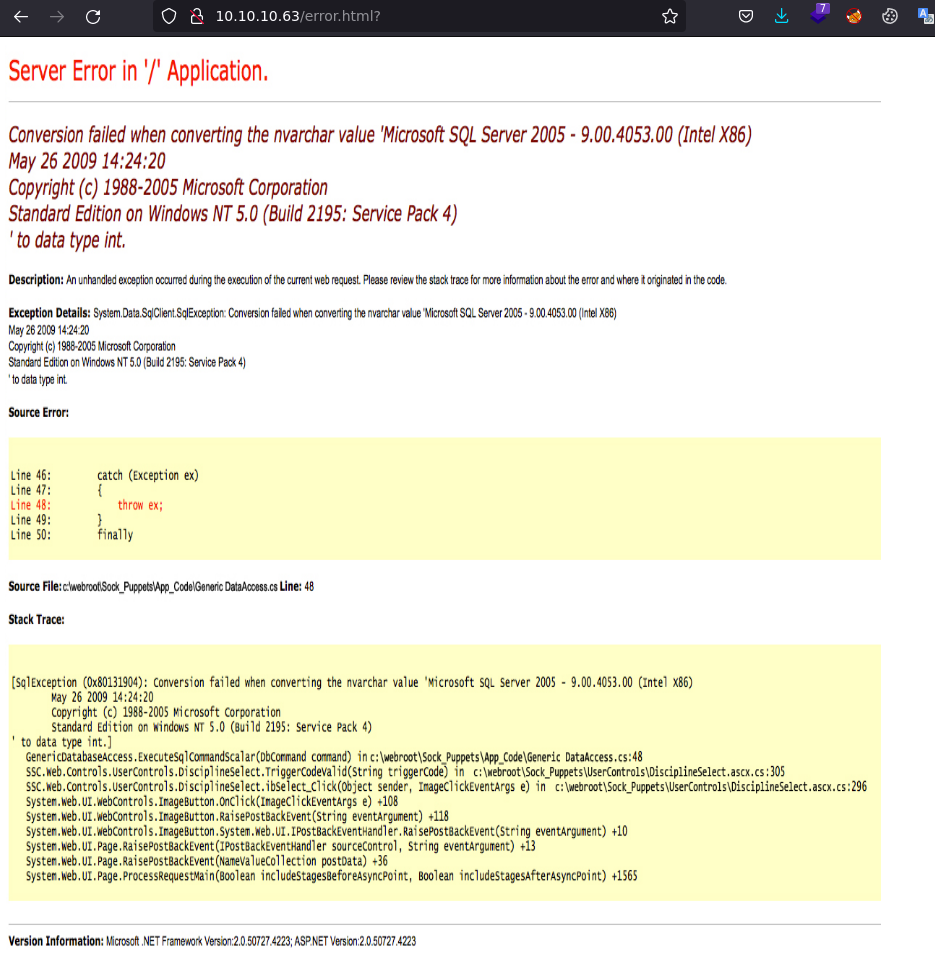 10.10.10.63/error.html?
7
Server Error in '/' Application.
Conversion failed when converting the nvarchar value 'Microsoft SQL Server 2005 - 9.00.4053.00 (Intel X86)
May 26 2009 14:24:20
Copyright (c) 1988-2005 Microsoft Corporation
Standard Edition on Windows NT 5.0 (Build 2195: Service Pack 4)
' to data type int.
Description: An unhandled exception occurred during the execution of the current web request. Please review the stack trace for more information about the error and where it originated in the code.
Exception Details: System.Data.SqlClient.SqlException: Conversion failed when converting the nvarchar value 'Microsoft SQL Server 2005 - 9.00.4053.00 (Intel X86)
May 26 2009 14:24:20
Copyright (c) 1988-2005 Microsoft Corporation
Standard Edition on Windows NT 5.0 (Build 2195: Service Pack 4)
' to data type int.
Source Error:
Line 46: catch (Exception ex)
Line 47: {
Line 48: throw ex;
Line 49: }
Line 50: finally
Source File: c:\webroot\Sock_Puppets\App_Code\Generic DataAccess.cs Line: 48
Stack Trace:
[SqlException (0x80131904): Conversion failed when converting the nvarchar value 'Microsoft SQL Server 2005 - 9.00.4053.00 (Intel X86)
May 26 2009 14:24:20
Copyright (c) 1988-2005 Microsoft Corporation
Standard Edition on Windows NT 5.0 (Build 2195: Service Pack 4)
' to data type int.]
GenericDatabaseAccess.ExecuteSqlCommandScalar(DbCommand command) in c:\webroot\Sock_Puppets\App_Code\Generic DataAccess.cs:48
SSC.Web.Controls.UserControls.DisciplineSelect.TriggerCodeValid(String triggerCode) in c:\webroot\Sock_Puppets\UserControls\DisciplineSelect.ascx.cs:305
SSC.Web.Controls.UserControls.DisciplineSelect.ibSelect_Click(Object sender, ImageClickEventArgs e) in c:\webroot\Sock_Puppets\UserControls\DisciplineSelect.ascx.cs:296
System.Web.UI.WebControls.ImageButton.OnClick(ImageClickEventArgs e) +108
System.Web.UI.WebControls.ImageButton.RaisePostBackEvent(String eventArgument) +118
System.Web.UI.WebControls.ImageButton.System.Web.UI.IPostBackEventHandler.RaisePostBackEvent(String eventArgument) +10
System.Web.UI.Page.RaisePostBackEvent(IPostBackEventHandler sourceControl, String eventArgument) +13
System.Web.UI.Page.RaisePostBackEvent(NameValueCollection postData) +36
System.Web.UI.Page.ProcessRequestMain(Boolean includeStagesBeforeAsyncPoint, Boolean includeStagesAfterAsyncPoint) +1565
Version Information: Microsoft .NET Framework Version:2.0.50727.4223; ASP.NET Version:2.0.50727.4223